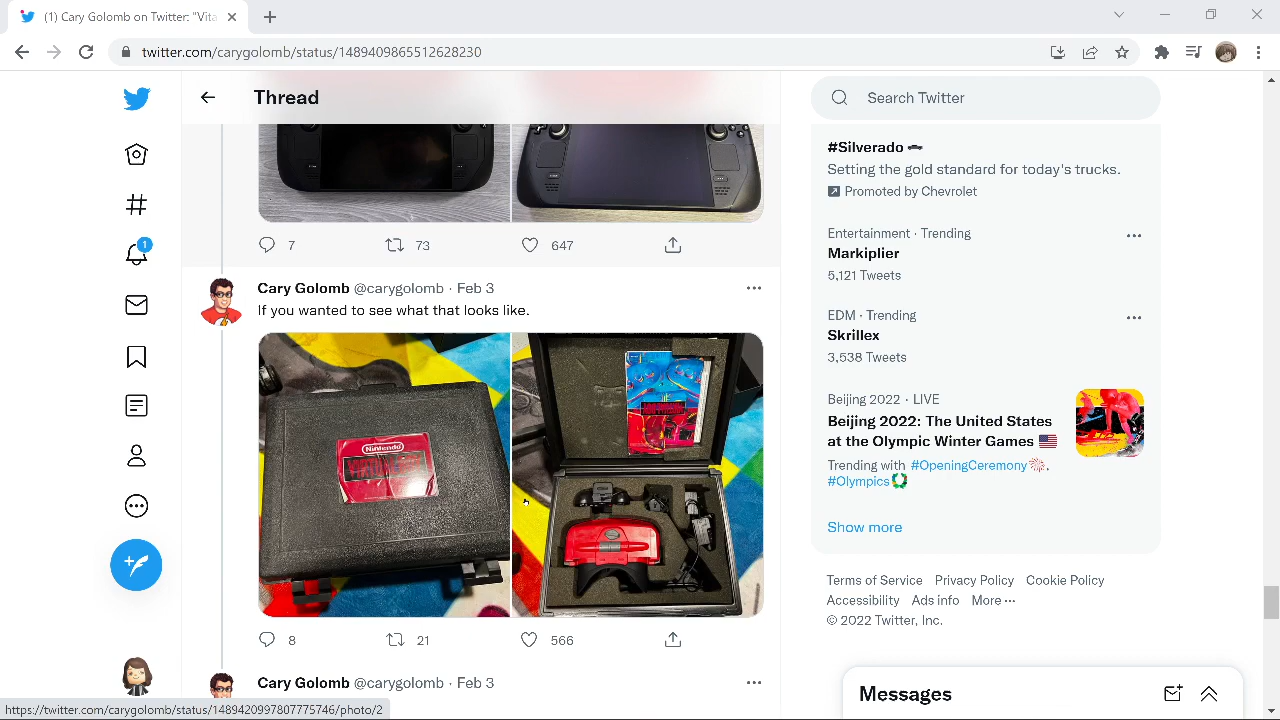 (1) Cary Golomb on Twitter: "Vita
twitter.com/carygolomb/status/1489409865512628230
Thread
7
73
647
Cary Golomb @carygolomb · Feb 3
If you wanted to see what that looks like.
Nintendo
8
21
566
Cary Golomb @carygolomb · Feb 3
https://twitter.com/carygolomb/status/1489420997807775746/photo/2
1
Search Twitter
#Silverado
Setting the gold standard for today's trucks.
Promoted by Chevrolet
Entertainment · Trending
Markiplier
5,121 Tweets
EDM · Trending
Skrillex
3,538 Tweets
Beijing 2022 · LIVE
Beijing 2022: The United States
at the Olympic Winter Games
Trending with #OpeningCeremony,
#Olympics
Show more
Terms of Service Privacy Policy Cookie Policy
Accessibility Ads info More ···
© 2022 Twitter, Inc.
Messages